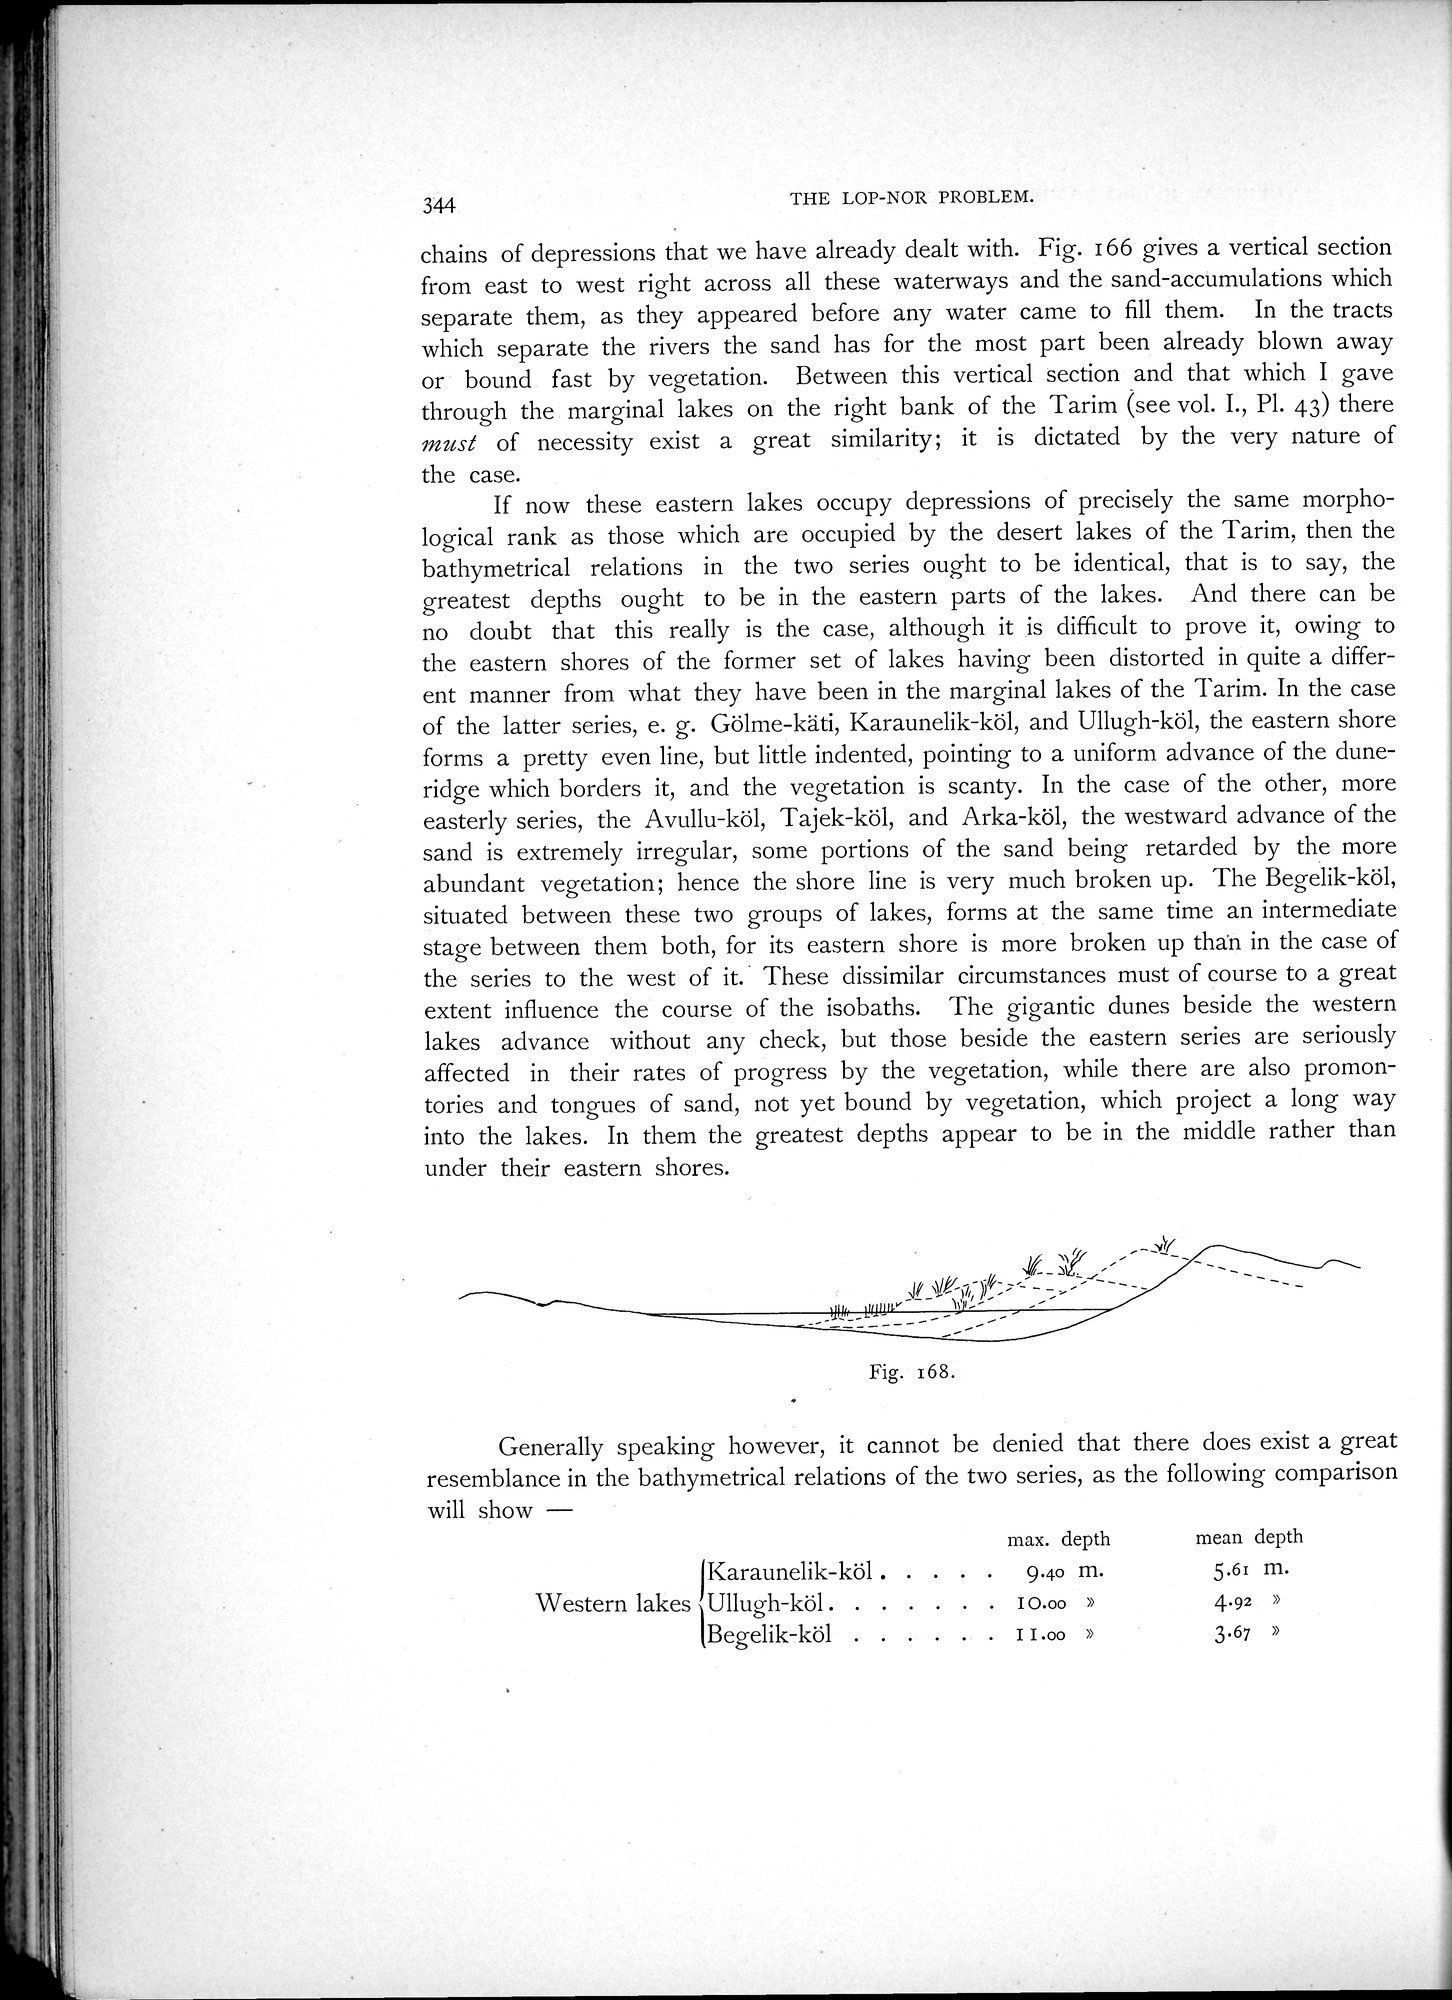 344
THE LOP-NOR PROBLEM.
chains of depressions that we have already dealt with. Fig. 166 gives a vertical section
from east to west right across all these waterways and the sand-accumulations which
separate them, as they appeared before any water came to fill them. In the tracts
which separate the rivers the sand has for the most part been already blown away
or bound fast by vegetation. Between this vertical section and that which I gave
through the marginal lakes on the right bank of the Tarim (see vol. I., Pl. 43) there
must of necessity exist a great similarity; it is dictated by the very nature of
the case.
If now these eastern lakes occupy depressions of precisely the same morpho-
logical rank as those which are occupied by the desert lakes of the Tarim, then the
bathymetrical relations in the two series ought to be identical, that is to say, the
greatest depths ought to be in the eastern parts of the lakes. And there can be
no doubt that this really is the case, although it is difficult to prove it, owing to
the eastern shores of the former set of lakes having been distorted in quite a differ-
ent manner from what they have been in the marginal lakes of the Tarim. In the case
of the latter series, e. g. Gölme-käti, Karaunelik-köl, and Ullugh-köl, the eastern shore
forms a pretty even line, but little indented, pointing to a uniform advance of the dune-
ridge which borders it, and the vegetation is scanty. In the case of the other, more
easterly series, the Avullu-köl, Tajek-köl, and Arka-köl, the westward advance of the
sand is extremely irregular, some portions of the sand being retarded by the more
abundant vegetation; hence the shore line is very much broken up. The Begelik-köl,
situated between these two groups of lakes, forms at the same time an intermediate
stage between them both, for its eastern shore is more broken up than in the case of
the series to the west of it. These dissimilar circumstances must of course to a great
extent influence the course of the isobaths. The gigantic dunes beside the western
lakes advance without any check, but those beside the eastern series are seriously
affected in their rates of progress by the vegetation, while there are also promon-
tories and tongues of sand, not yet bound by vegetation, which project a long way
into the lakes. In them the greatest depths appear to be in the middle rather than
under their eastern shores.
Fig. 168.
Generally speaking however, it cannot be denied that there does exist a great
resemblance in the bathymetrical relations of the two series, as the following comparison
will show —
max. depth mean depth
Karaunelik-köl . . . . . 9.40 m. 5.61 m.
Western lakes Ullugh-köl . . . . . . . 10.00 » 4.92 »
Begelik-köl . . . . . . 11.00 » 3.67 »